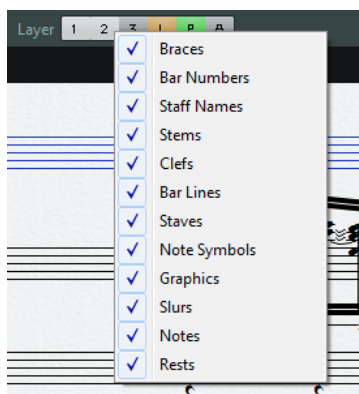 Layer 1 2 3 L P A
Braces
Bar Numbers
Staff Names
Stems
Clefs
Bar Lines
Staves
Note Symbols
Graphics
Slurs
Notes
Rests